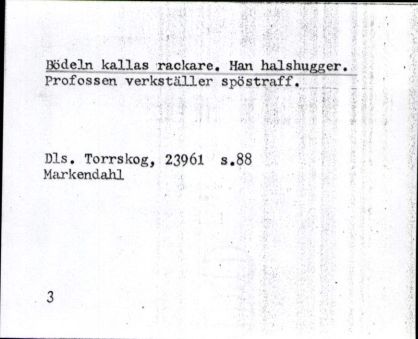 Bödeln kallas rackare. Han halshugger.
Profossen verkställer spöstraff.
Dls. Torrskog, 23961 s.88
Markendahl
3